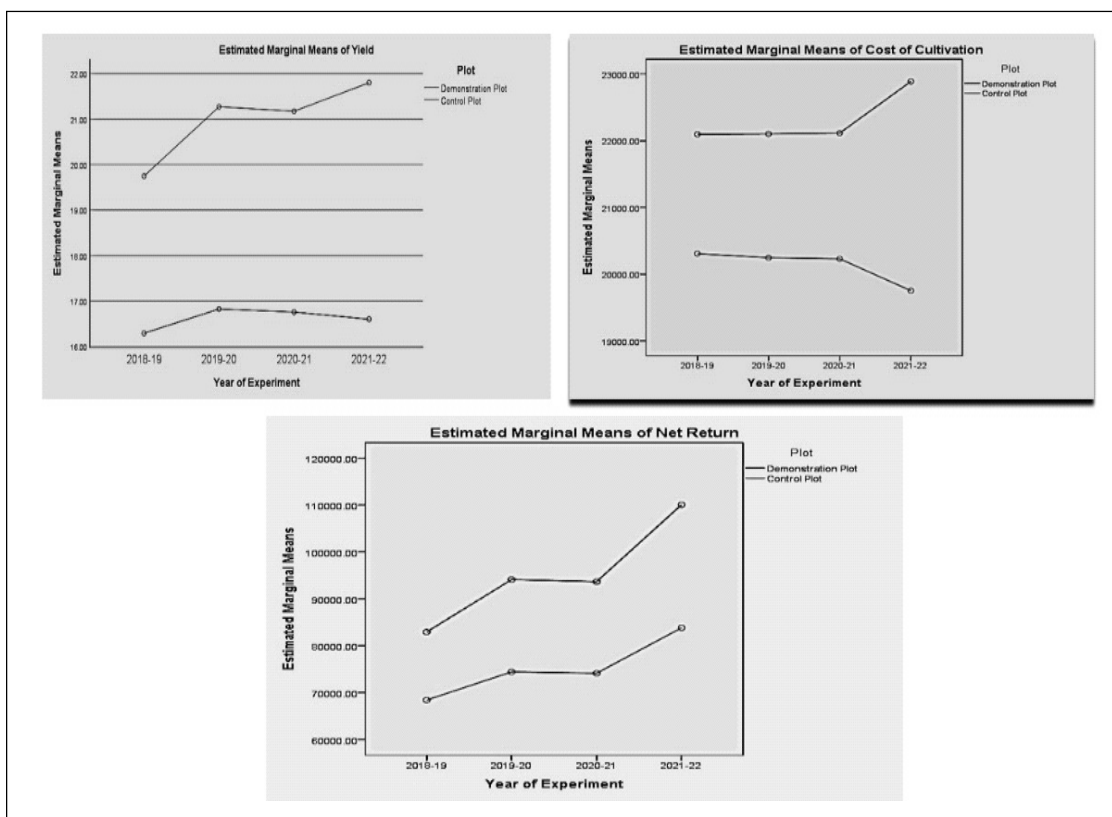 Estimated Marginal Means of Yield
Plot
Demonstration Plot
Control Plot
Estimated Marginal Means
22.00
21.00
20.00
19.00
18.00
17.00
16.00
2018-19 2019-20 2020-21 2021-22
Year of Experiment
Estimated Marginal Means of Cost of Cultivation
Plot
Demonstration Plot
Control Plot
Estimated Marginal Means
23000.00
22000.00
21000.00
20000.00
19000.00
2018-19 2019-20 2020-21 2021-22
Year of Experiment
Estimated Marginal Means of Net Return
Plot
Demonstration Plot
Control Plot
Estimated Marginal Means
120000.00
110000.00
100000.00
90000.00
80000.00
70000.00
60000.00
2018-19 2019-20 2020-21 2021-22
Year of Experiment